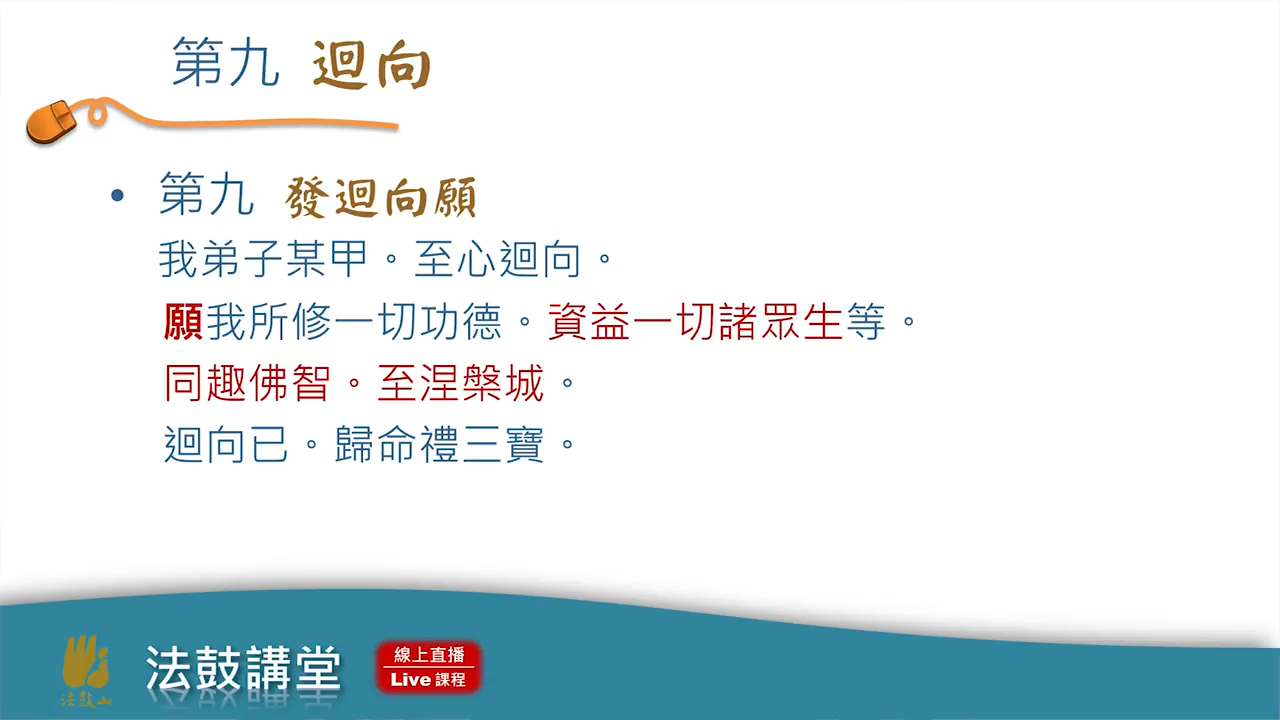 第九 迴向
• 第九 發迴向願
我弟子某甲。至心迴向。
願我所修一切功德。資益一切諸眾生等。
同趣佛智。至涅槃城。
迴向已。歸命禮三寶。
法鼓山
法鼓講堂
線上直播
Live 課程